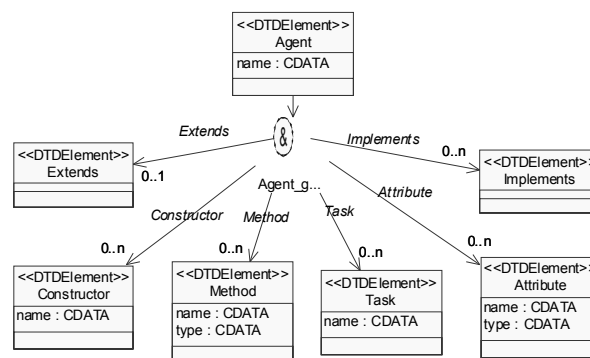 <<DTDElement>>
Agent
name : CDATA
&
Extends
Implements
<<DTDElement>>
Extends
0..1
0..n
<<DTDElement>>
Implements
Agent_g...
Constructor
Method
Task
Attribute
0..n
0..n
0..n
0..n
<<DTDElement>>
Constructor
name : CDATA
<<DTDElement>>
Method
name : CDATA
type : CDATA
<<DTDElement>>
Task
name : CDATA
<<DTDElement>>
Attribute
name : CDATA
type : CDATA